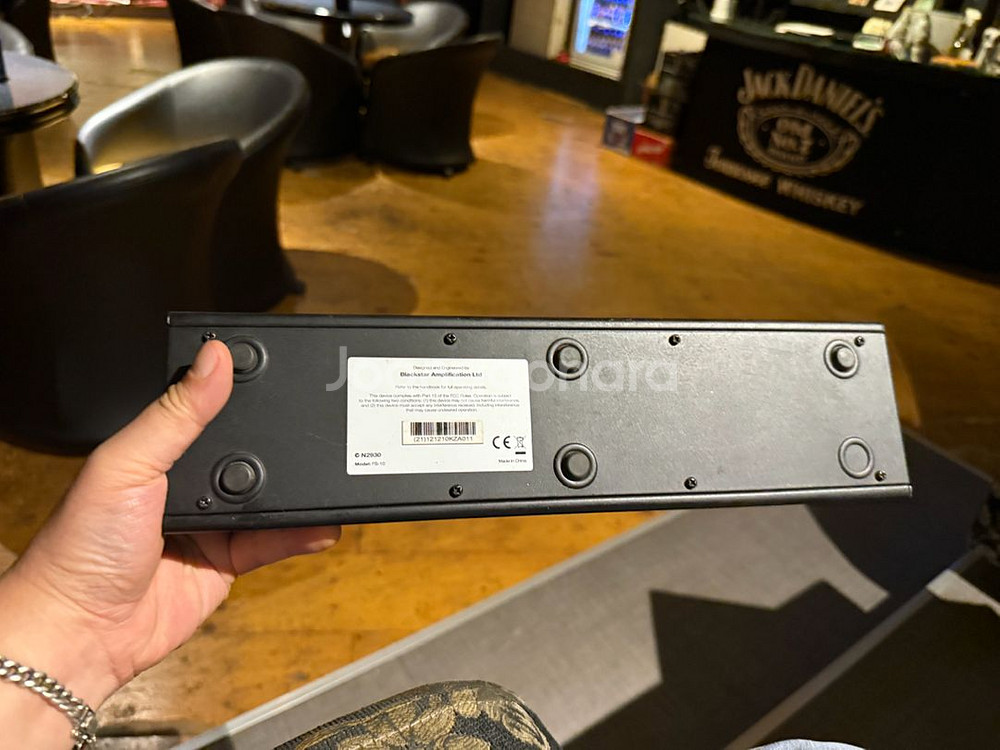 JACK DANIEL'S
OLD
No.7
BRAND
TENNESSEE WHISKEY
Designed and Engineered by
Blackstar Amplification Ltd
Refer to the handbook for full operating details.
This device complies with Part 15 of the FCC Rules. Operation is subject
to the following two conditions: (1) this device may not cause harmful interference,
and (2) this device must accept any interference received, including interference
that may cause undesired operation.
(21)121210KZA011
CE
N2930
Model: FS-10
Made in China